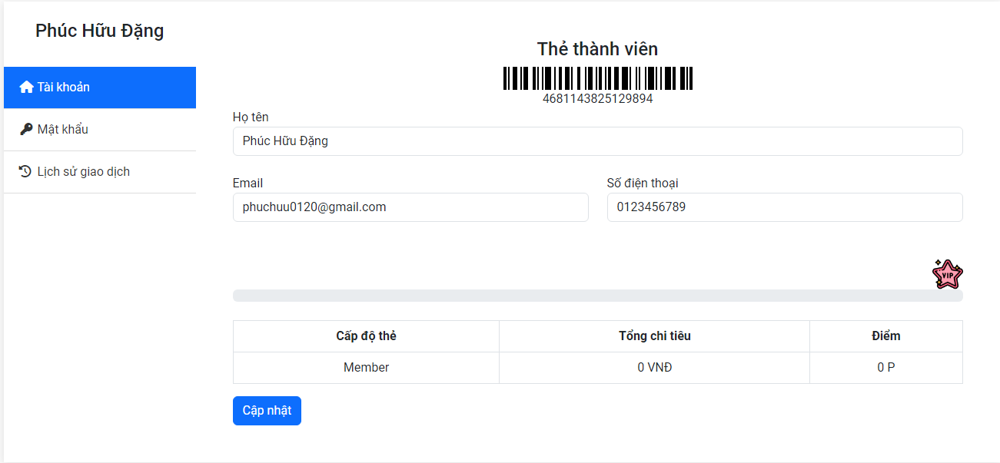 Phúc Hữu Đặng
Tài khoản
Mật khẩu
Lịch sử giao dịch
Thẻ thành viên
4681143825129894
Họ tên
Phúc Hữu Đặng
Email
Số điện thoại
phuchuu0120@gmail.com
0123456789
VIP
Cấp độ thẻ
Tổng chi tiêu
Điểm
Member
0 VNĐ
0 P
Cập nhật